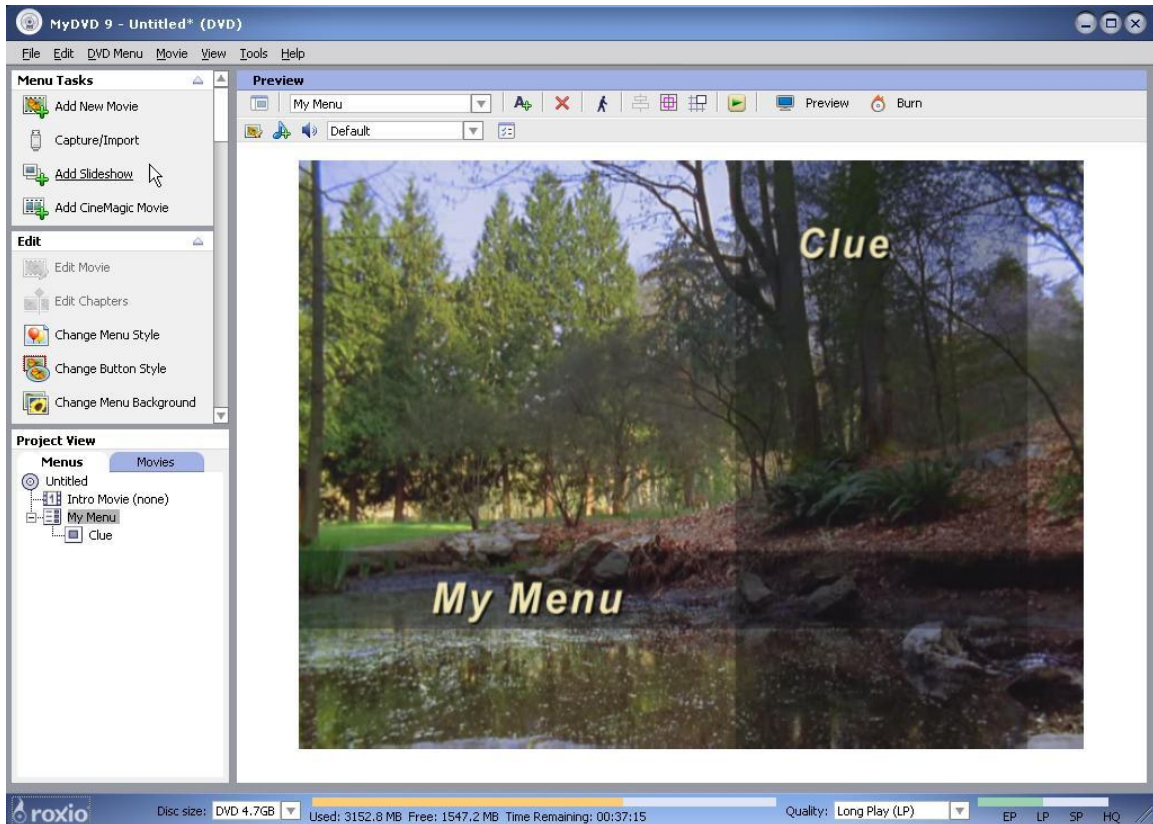 MyDVD 9 - Untitled* (DVD)
File Edit DVD Menu Movie View Tools Help
Menu Tasks
Add New Movie
Capture/Import
Add Slideshow
Add CineMagic Movie
Edit
Edit Movie
Edit Chapters
Change Menu Style
Change Button Style
Change Menu Background
Project View
Menus Movies
Untitled
Intro Movie (none)
My Menu
Clue
Preview
My Menu Preview Burn
Default
Clue
My Menu
roxio Disc size: DVD 4.7GB Used: 3152.8 MB Free: 1547.2 MB Time Remaining: 00:37:15 Quality: Long Play (LP) EP LP SP HQ